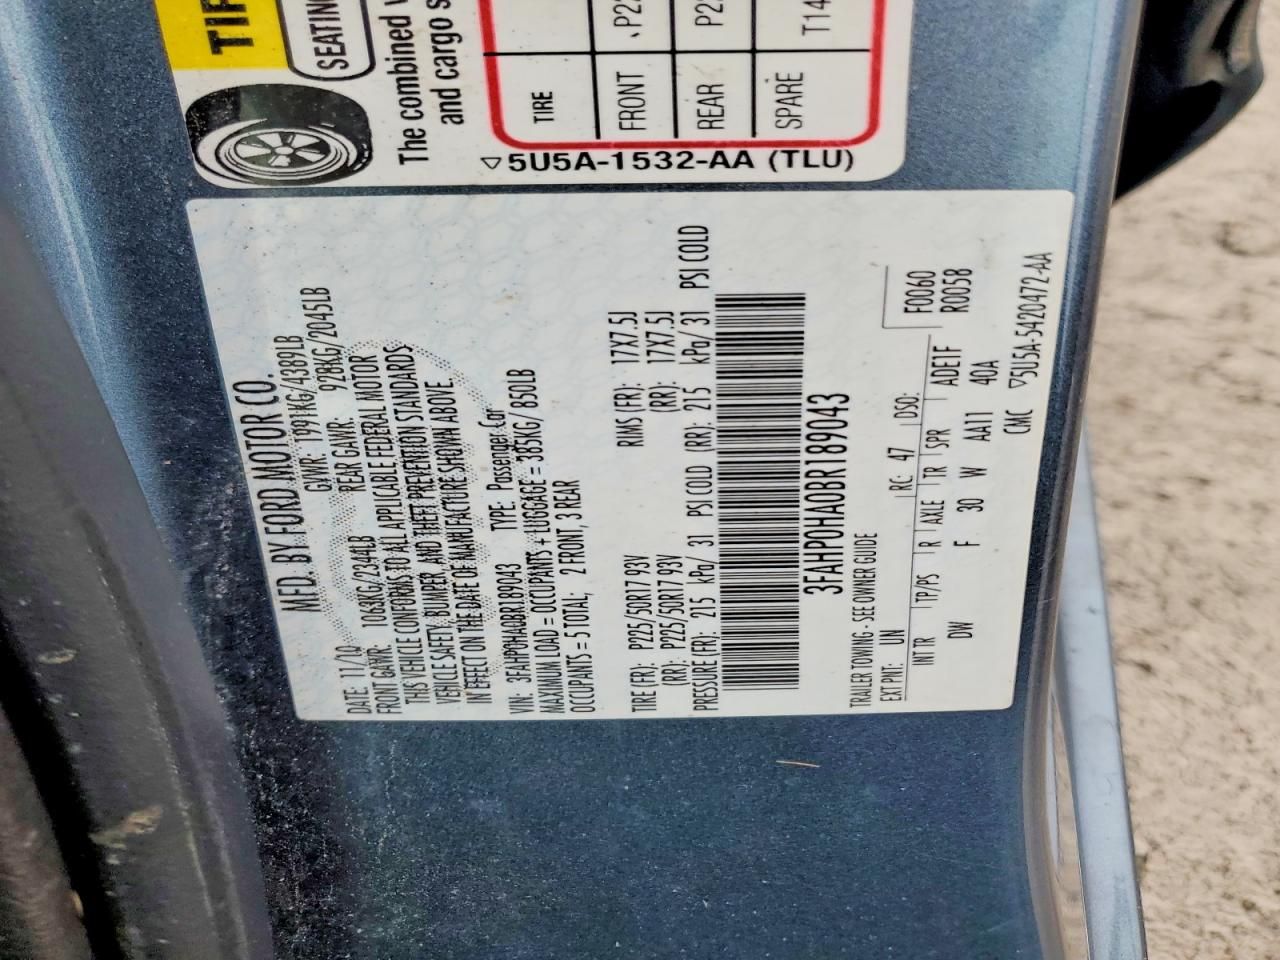 TIR
SEATING
The combined
and cargo
TIRE
FRONT P22
REAR P22
SPARE T14
5U5A-1532-AA (TLU)
MFD. BY FORD MOTOR CO.
DATE: 11/10 GVWR: 1991KG/4389LB
FRONT GAWR: 1063KG/2344LB REAR GAWR: 928KG/2045LB
THIS VEHICLE CONFORMS TO ALL APPLICABLE FEDERAL MOTOR
VEHICLE SAFETY, BUMPER, AND THEFT PREVENTION STANDARDS
IN EFFECT ON THE DATE OF MANUFACTURE SHOWN ABOVE.
VIN: 3FAHP0HA0BR189043 TYPE: Passenger Car
MAXIMUM LOAD = OCCUPANTS + LUGGAGE = 385KG/ 850LB
OCCUPANTS = 5 TOTAL; 2 FRONT, 3 REAR
TIRE (FR): P225/50R17 93V RIMS (FR): 17X7.5J
(RR): P225/50R17 93V (RR): 17X7.5J
PRESSURE (FR): 215 kPa/ 31 PSI COLD (RR): 215 kPa/ 31 PSI COLD
3FAHP0HA0BR189043
TRAILER TOWING - SEE OWNER GUIDE
EXT PNT: UN RC: 47 DSO: F0060
R0058
INT TR TP/PS R AXLE TR SPR ADE1F
DW F 30 W AA11 40A
CMC 5U5A-5420472-AA